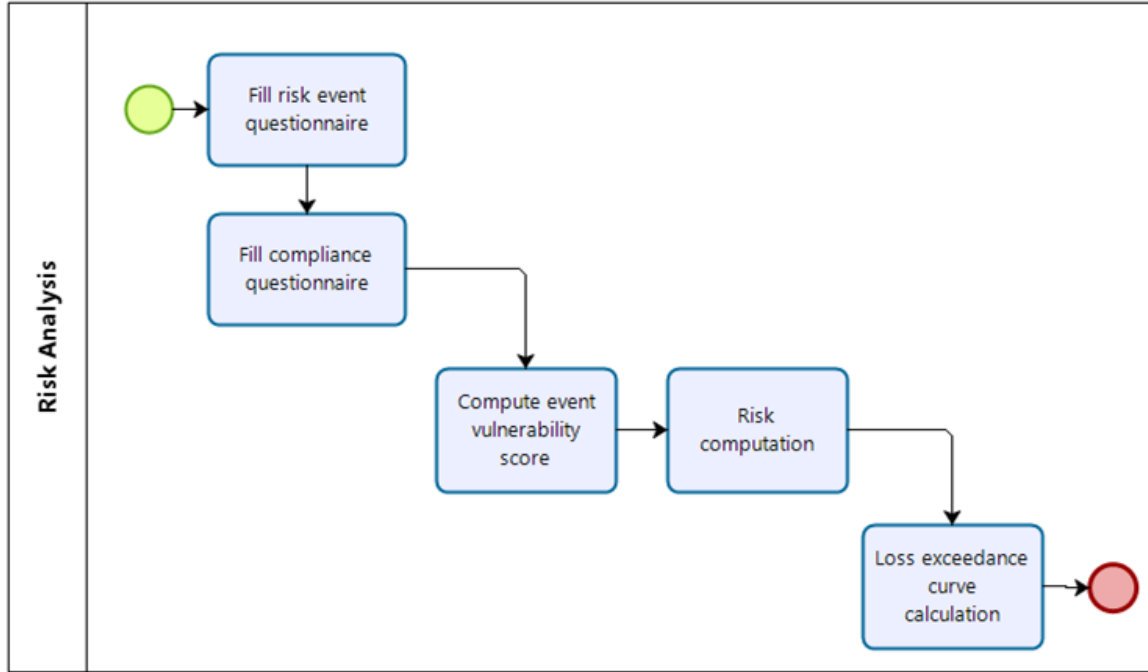 Risk Analysis
Fill risk event
questionnaire
Fill compliance
questionnaire
Compute event
vulnerability
score
Risk
computation
Loss exceedance
curve
calculation